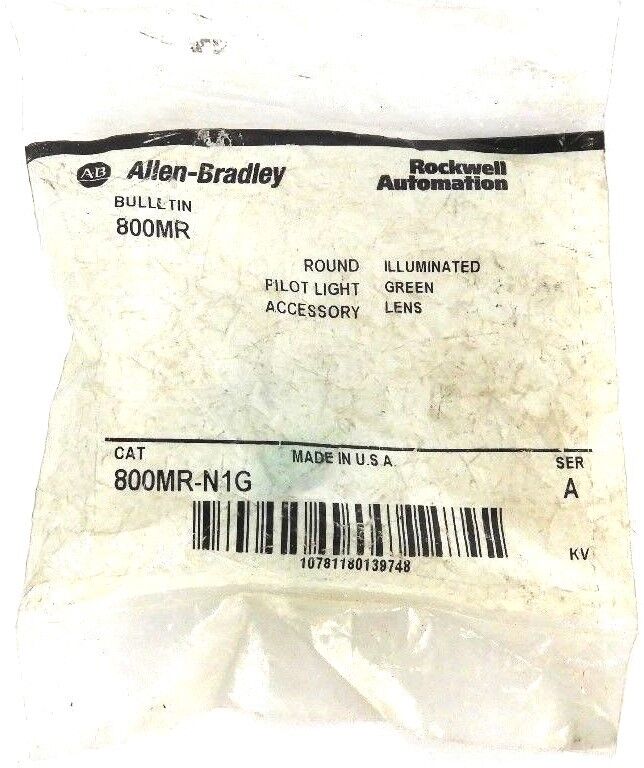 AB Allen-Bradley
Rockwell
Automation
BULLETIN
800MR
ROUND ILLUMINATED
PILOT LIGHT GREEN
ACCESSORY LENS
CAT MADE IN U.S.A. SER
800MR-N1G A
10781180139748 KV